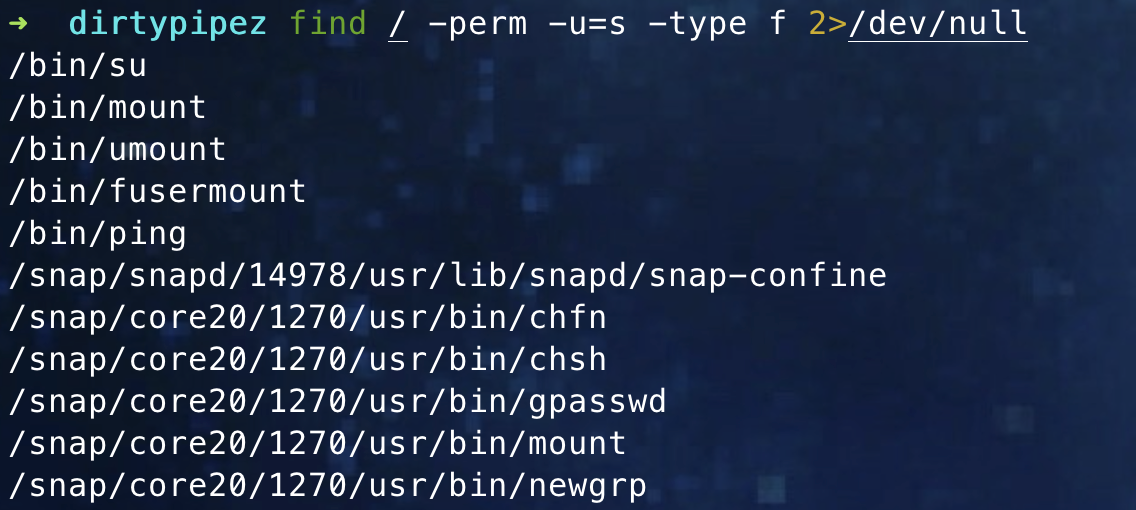 ➜ dirtypipez find / -perm -u=s -type f 2>/dev/null
/bin/su
/bin/mount
/bin/umount
/bin/fusermount
/bin/ping
/snap/snapd/14978/usr/lib/snapd/snap-confine
/snap/core20/1270/usr/bin/chfn
/snap/core20/1270/usr/bin/chsh
/snap/core20/1270/usr/bin/gpasswd
/snap/core20/1270/usr/bin/mount
/snap/core20/1270/usr/bin/newgrp